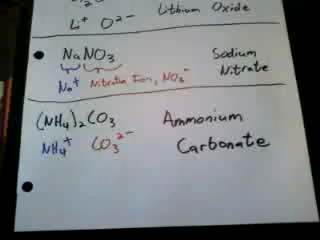 Lithium Oxide
Li⁺ O²⁻
NaNO₃ Sodium
Nitrate
Na⁺ Nitrate Ion, NO₃⁻
(NH₄)₂CO₃ Ammonium
NH₄⁺ CO₃²⁻ Carbonate